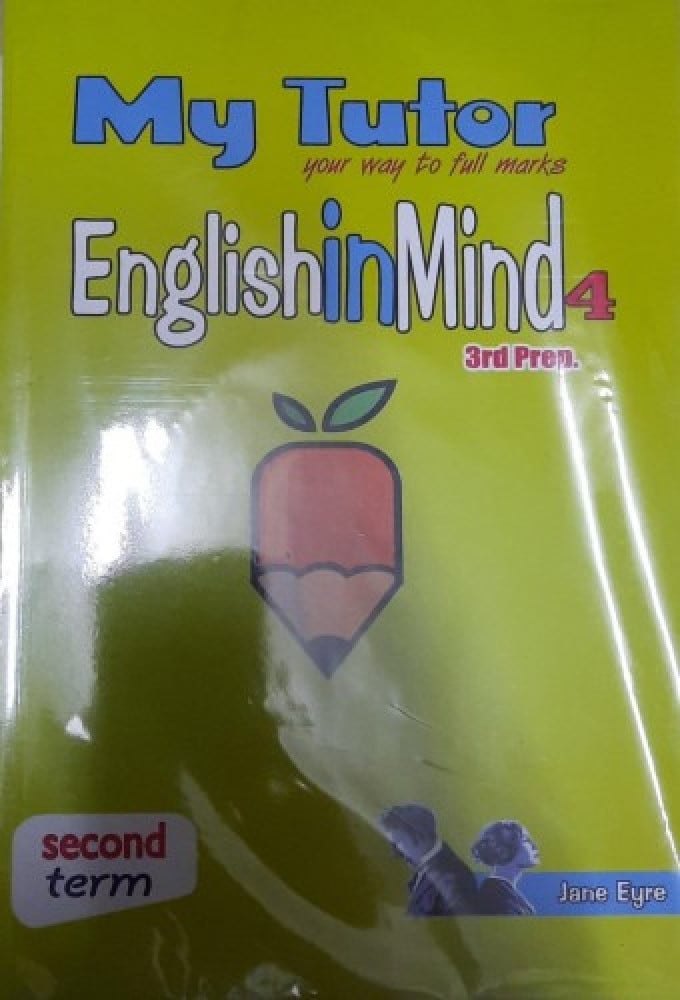 My Tutor
your way to full marks
EnglishinMind4
3rd Prep.
second
term
Jane Eyre